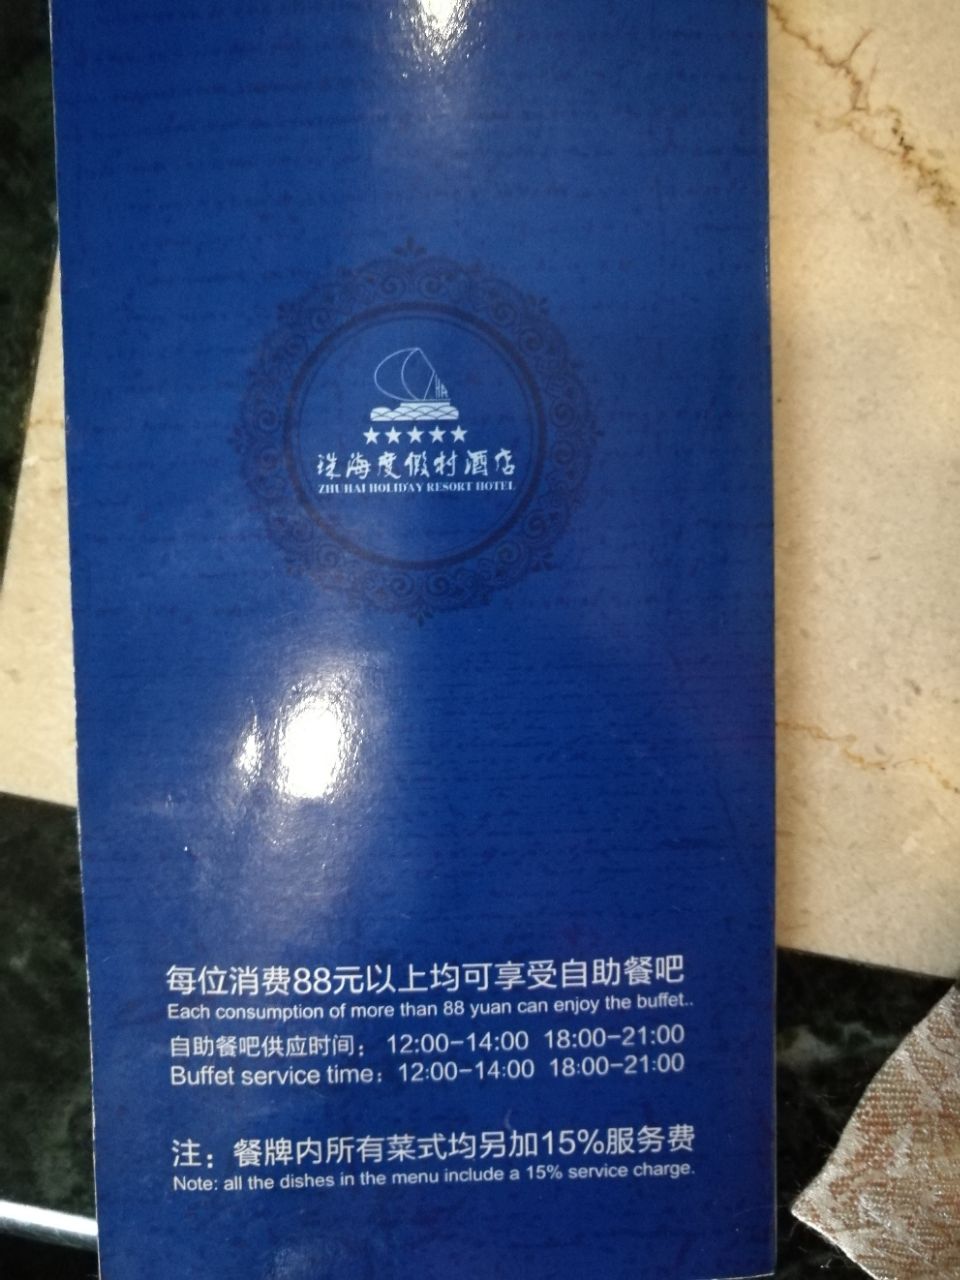 ★★★★★
珠海度假村酒店
ZHUHAI HOLIDAY RESORT HOTEL
每位消费88元以上均可享受自助餐吧
Each consumption of more than 88 yuan can enjoy the buffet..
自助餐吧供应时间： 12:00-14:00 18:00-21:00
Buffet service time: 12:00-14:00 18:00-21:00
注：餐牌内所有菜式均另加15%服务费
Note: all the dishes in the menu include a 15% service charge.